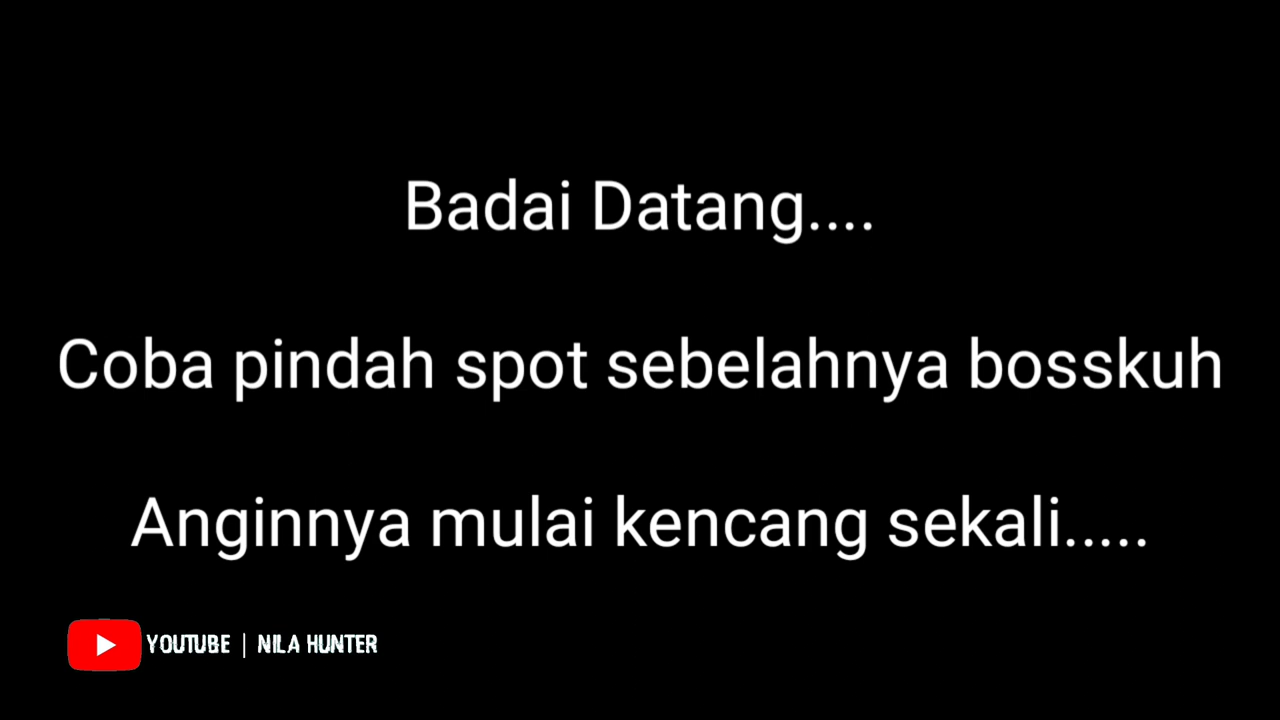 Badai Datang....
Coba pindah spot sebelahnya bosskuh
Anginnya mulai kencang sekali.....
YOUTUBE | NILA HUNTER